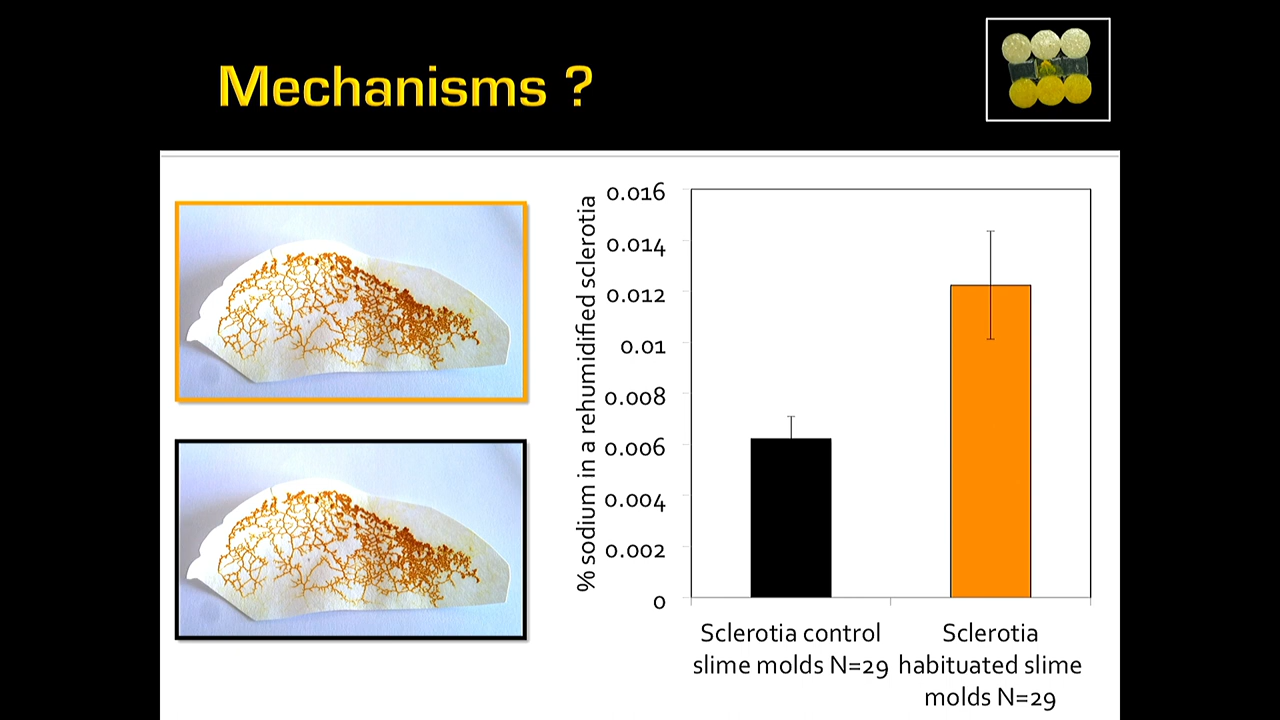 Mechanisms ?
% sodium in a rehumidified sclerotia
0.016
0.014
0.012
0.01
0.008
0.006
0.004
0.002
0
Sclerotia control
slime molds N=29
Sclerotia
habituated slime
molds N=29